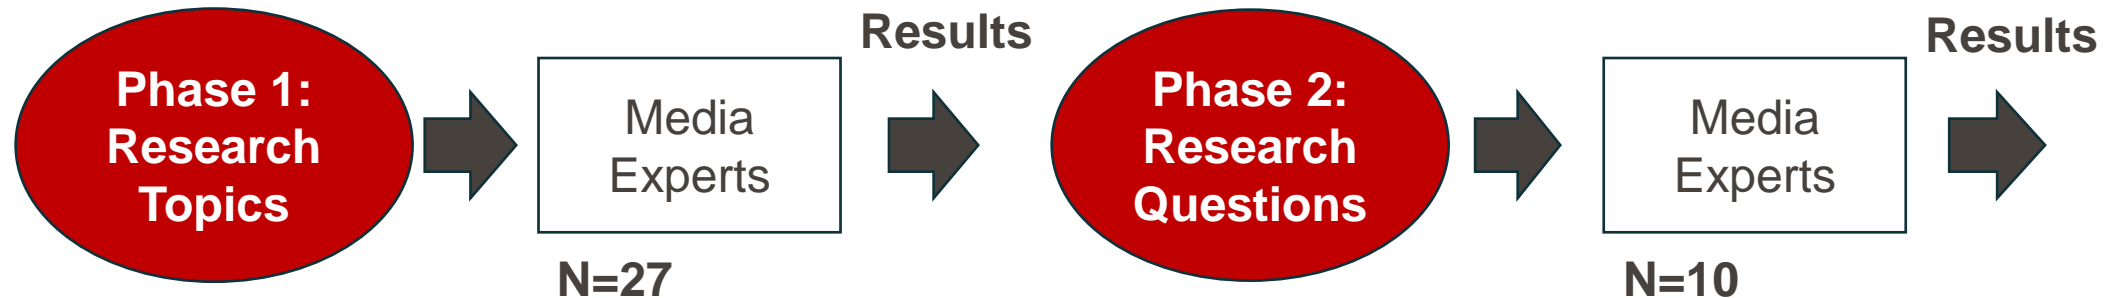 Phase 1:
Research
Topics
Media
Experts
N=27
Results
Phase 2:
Research
Questions
Media
Experts
N=10
Results